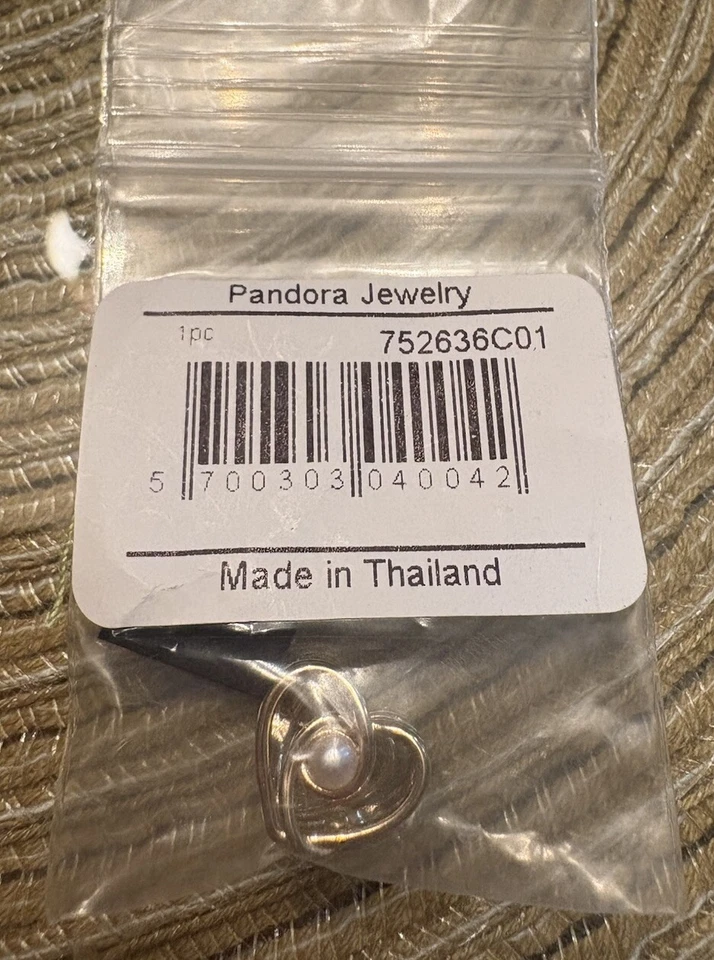 Pandora Jewelry
1pc 752636C01
5 700303 040042
Made in Thailand